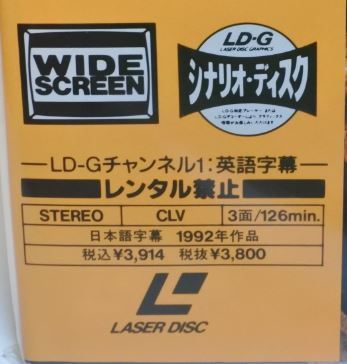 WIDE
SCREEN
LD-G
LASER DISC GRAPHICS
シナリオ・ディスク
LD-Gチャンネル1:英語字幕
レンタル禁止
STEREO CLV 3面/126min.
日本語字幕 1992年作品
税込¥3,914 税抜¥3,800
LASER DISC